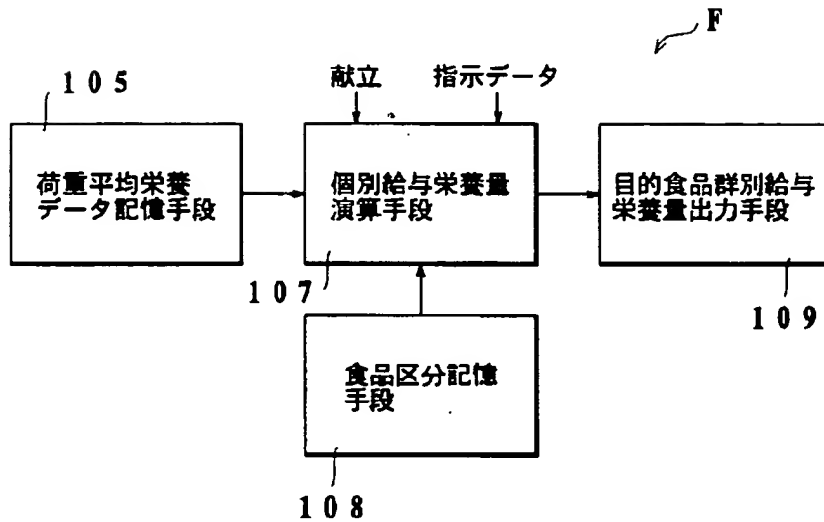 F
105
献立
指示データ
荷重平均栄養
データ記憶手段
個別給与栄養量
演算手段
目的食品群別給与
栄養量出力手段
107
109
食品区分記憶
手段
108